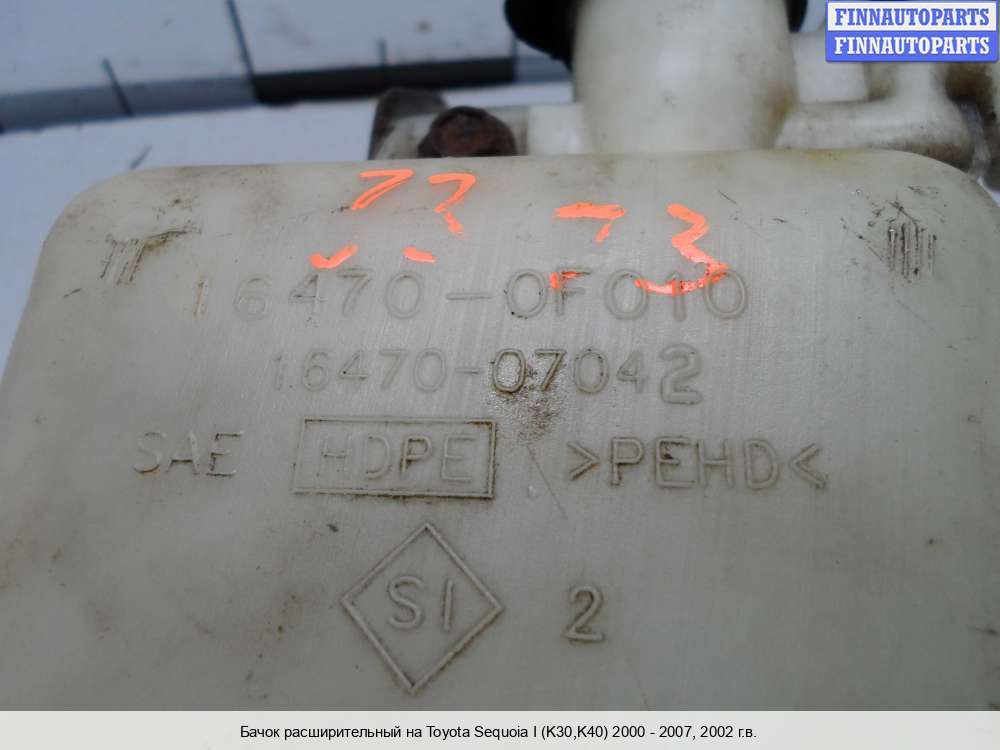 FINNAUTOPARTS
FINNAUTOPARTS
16470-0F010
16470-07042
SAE HDPE >PEHD<
SI 2
Бачок расширительный на Toyota Sequoia I (K30,K40) 2000 - 2007, 2002 г.в.